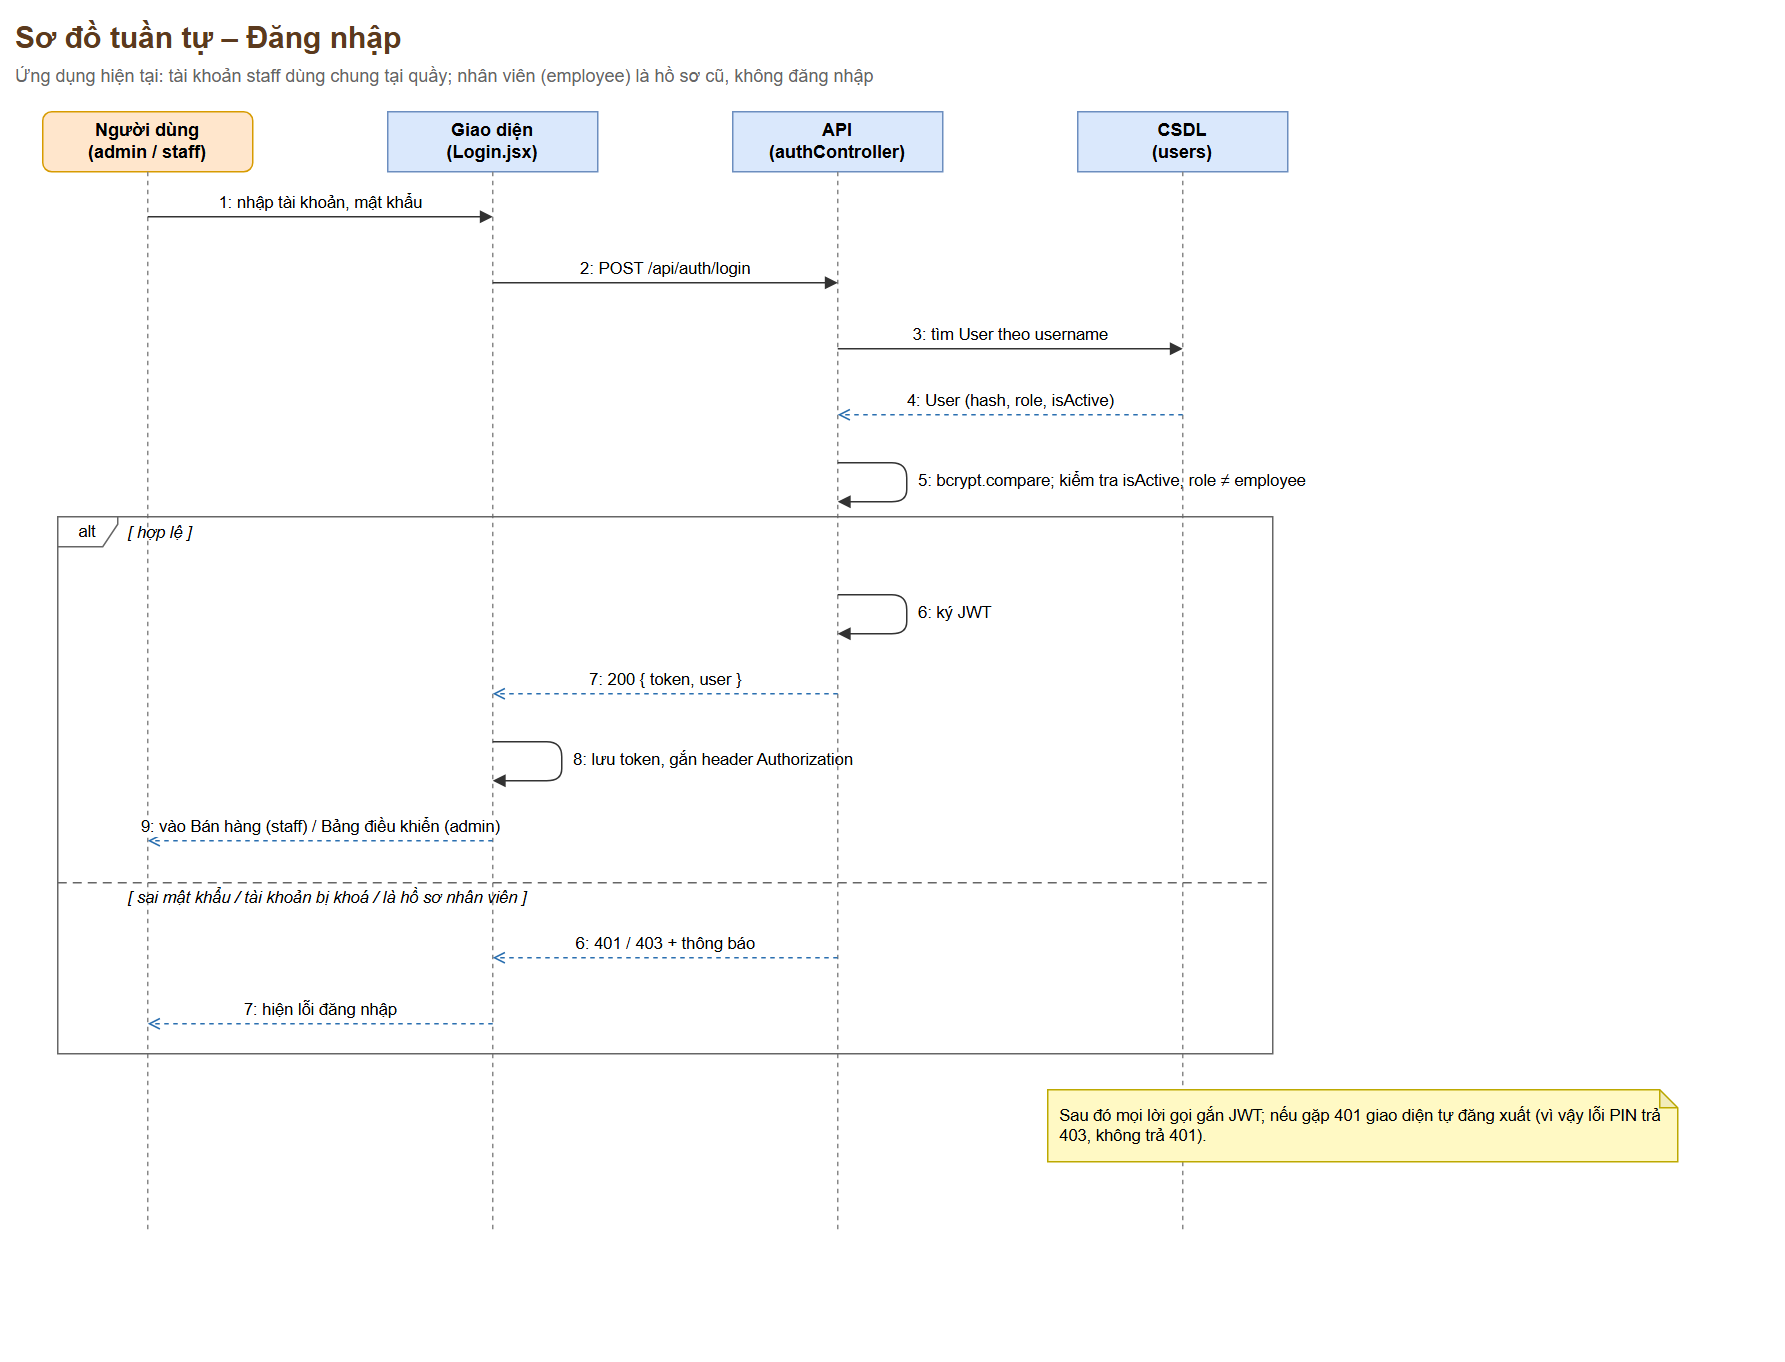 Sơ đồ tuần tự – Đăng nhập
Ứng dụng hiện tại: tài khoản staff dùng chung tại quầy; nhân viên (employee) là hồ sơ cũ, không đăng nhập
Người dùng
(admin / staff)
Giao diện
(Login.jsx)
API
(authController)
CSDL
(users)
1: nhập tài khoản, mật khẩu
2: POST /api/auth/login
3: tìm User theo username
4: User (hash, role, isActive)
5: bcrypt.compare; kiểm tra isActive, role ≠ employee
alt
[ hợp lệ ]
6: ký JWT
7: 200 { token, user }
8: lưu token, gắn header Authorization
9: vào Bán hàng (staff) / Bảng điều khiển (admin)
[ sai mật khẩu / tài khoản bị khoá / là hồ sơ nhân viên ]
6: 401 / 403 + thông báo
7: hiện lỗi đăng nhập
Sau đó mọi lời gọi gắn JWT; nếu gặp 401 giao diện tự đăng xuất (vì vậy lỗi PIN trả
403, không trả 401).